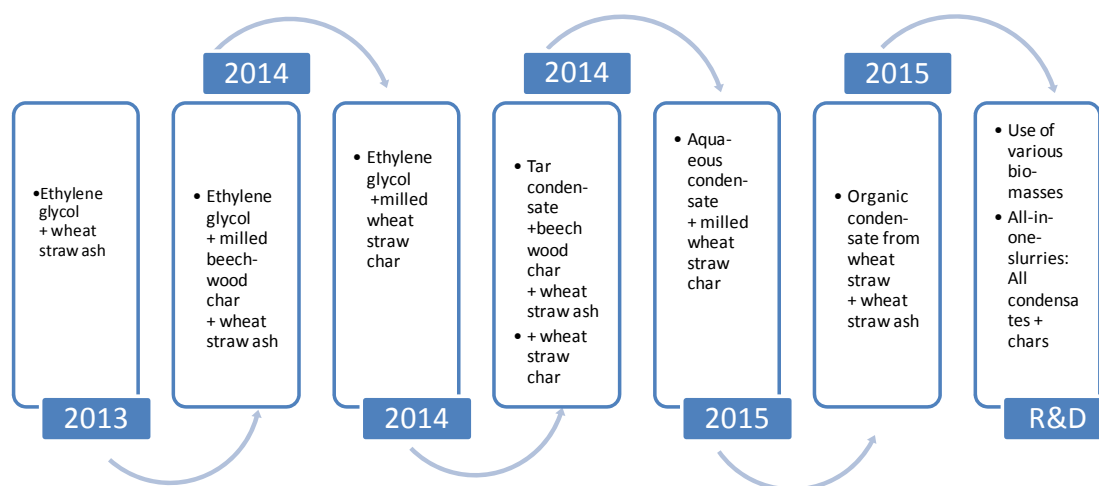 2013
•Ethylene
glycol
+ wheat
straw ash
2014
• Ethylene
glycol
+ milled
beech-
wood
char
+ wheat
straw ash
2014
• Ethylene
glycol
+milled
wheat
straw
char
2014
• Tar
conden-
sate
+beech
wood
char
+ wheat
straw ash
• + wheat
straw
char
2015
• Aqua-
eous
conden-
sate
+ milled
wheat
straw
char
2015
• Organic
conden-
sate from
wheat
straw
+ wheat
straw ash
R&D
• Use of
various
bio-
masses
• All-in-
one-
slurries:
All
condensa
tes +
chars